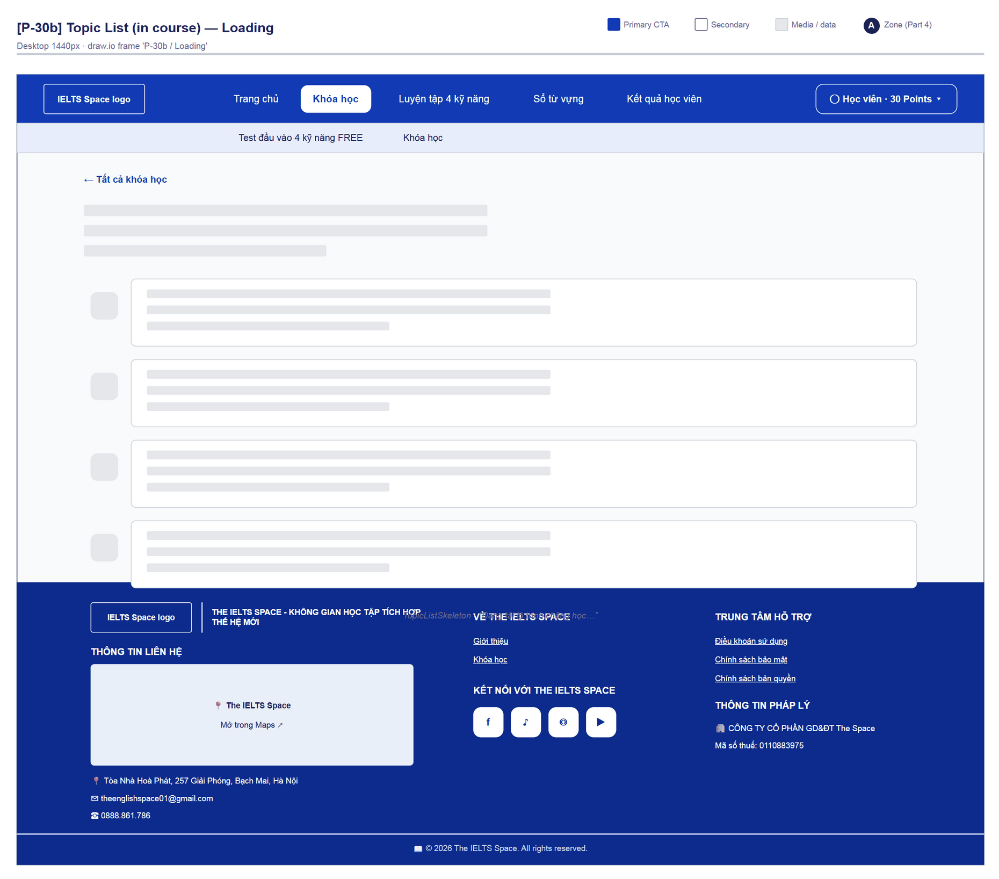 [P-30b] Topic List (in course) — Loading
Desktop 1440px · draw.io frame 'P-30b / Loading'
Primary CTA
Secondary
Media / data
A Zone (Part 4)
IELTS Space logo
Trang chủ
Khóa học
Luyện tập 4 kỹ năng
Sổ từ vựng
Kết quả học viên
Học viên · 30 Points ▾
Test đầu vào 4 kỹ năng FREE
Khóa học
← Tất cả khóa học
IELTS Space logo
THE IELTS SPACE - KHÔNG GIAN HỌC TẬP TÍCH HỢP
THẾ HỆ MỚI
THÔNG TIN LIÊN HỆ
📍 The IELTS Space
Mở trong Maps ↗
📍 Tòa Nhà Hoà Phát, 257 Giải Phóng, Bạch Mai, Hà Nội
✉ theenglishspace01@gmail.com
☎ 0888.861.786
TopicListSkeleton
học…”
VỀ THE IELTS SPACE
Giới thiệu
Khóa học
KẾT NỐI VỚI THE IELTS SPACE
f
♪
◎
▶
TRUNG TÂM HỖ TRỢ
Điều khoản sử dụng
Chính sách bảo mật
Chính sách bản quyền
THÔNG TIN PHÁP LÝ
🏢 CÔNG TY CỔ PHẦN GD&ĐT The Space
Mã số thuế: 0110883975
📖 © 2026 The IELTS Space. All rights reserved.